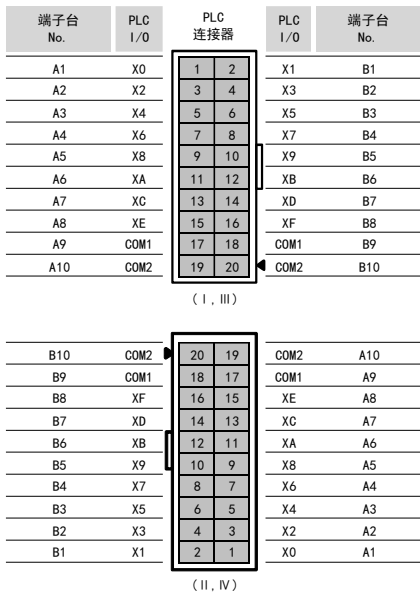 端子台 No. PLC I/O PLC 连接器 PLC I/O 端子台 No.
A1 X0 1 2 X1 B1
A2 X2 3 4 X3 B2
A3 X4 5 6 X5 B3
A4 X6 7 8 X7 B4
A5 X8 9 10 X9 B5
A6 XA 11 12 XB B6
A7 XC 13 14 XD B7
A8 XE 15 16 XF B8
A9 COM1 17 18 COM1 B9
A10 COM2 19 20 COM2 B10
(Ⅰ, Ⅲ)
B10 COM2 20 19 COM2 A10
B9 COM1 18 17 COM1 A9
B8 XF 16 15 XE A8
B7 XD 14 13 XC A7
B6 XB 12 11 XA A6
B5 X9 10 9 X8 A5
B4 X7 8 7 X6 A4
B3 X5 6 5 X4 A3
B2 X3 4 3 X2 A2
B1 X1 2 1 X0 A1
(Ⅱ, Ⅳ)